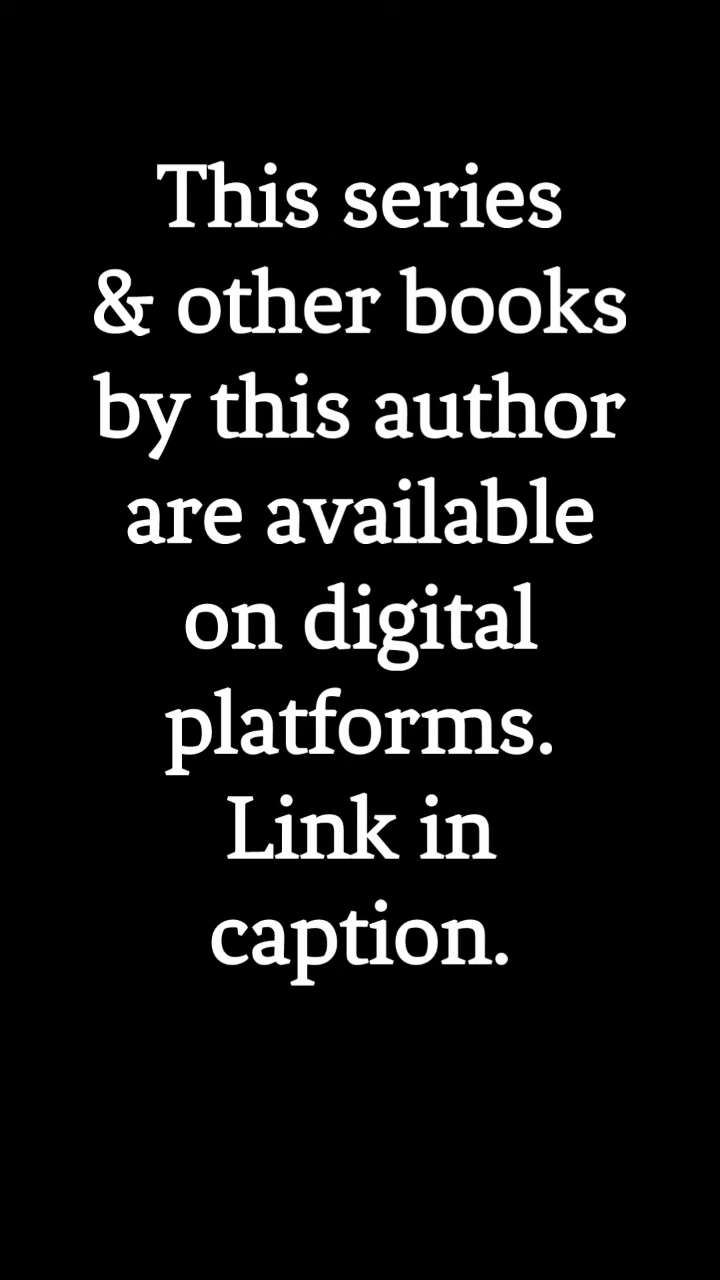 This series
& other books
by this author
are available
on digital
platforms.
Link in
caption.